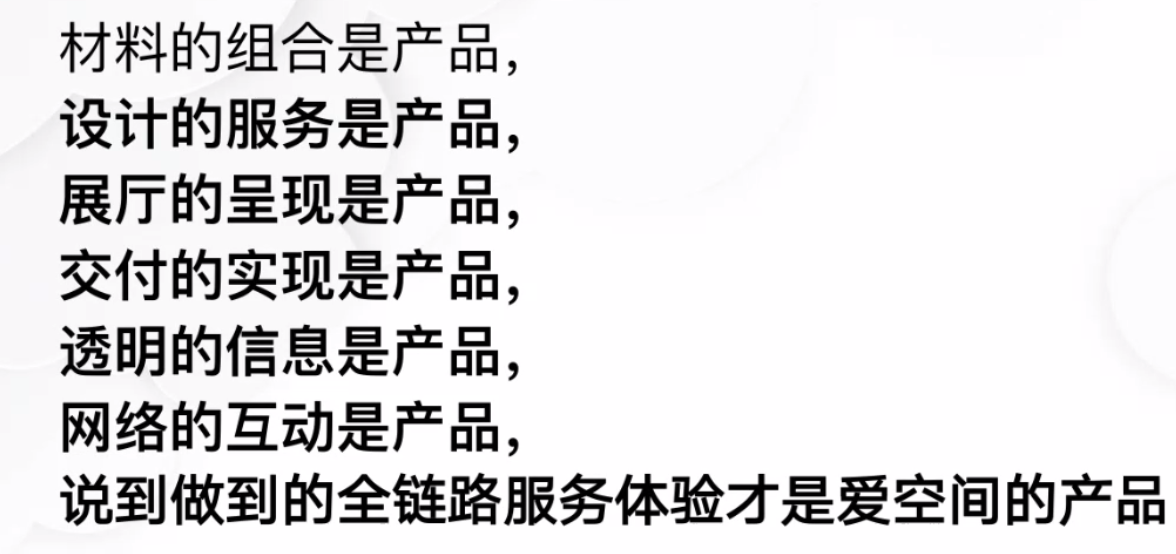 材料的组合是产品，
设计的服务是产品，
展厅的呈现是产品，
交付的实现是产品，
透明的信息是产品，
网络的互动是产品，
说到做到的全链路服务体验才是爱空间的产品